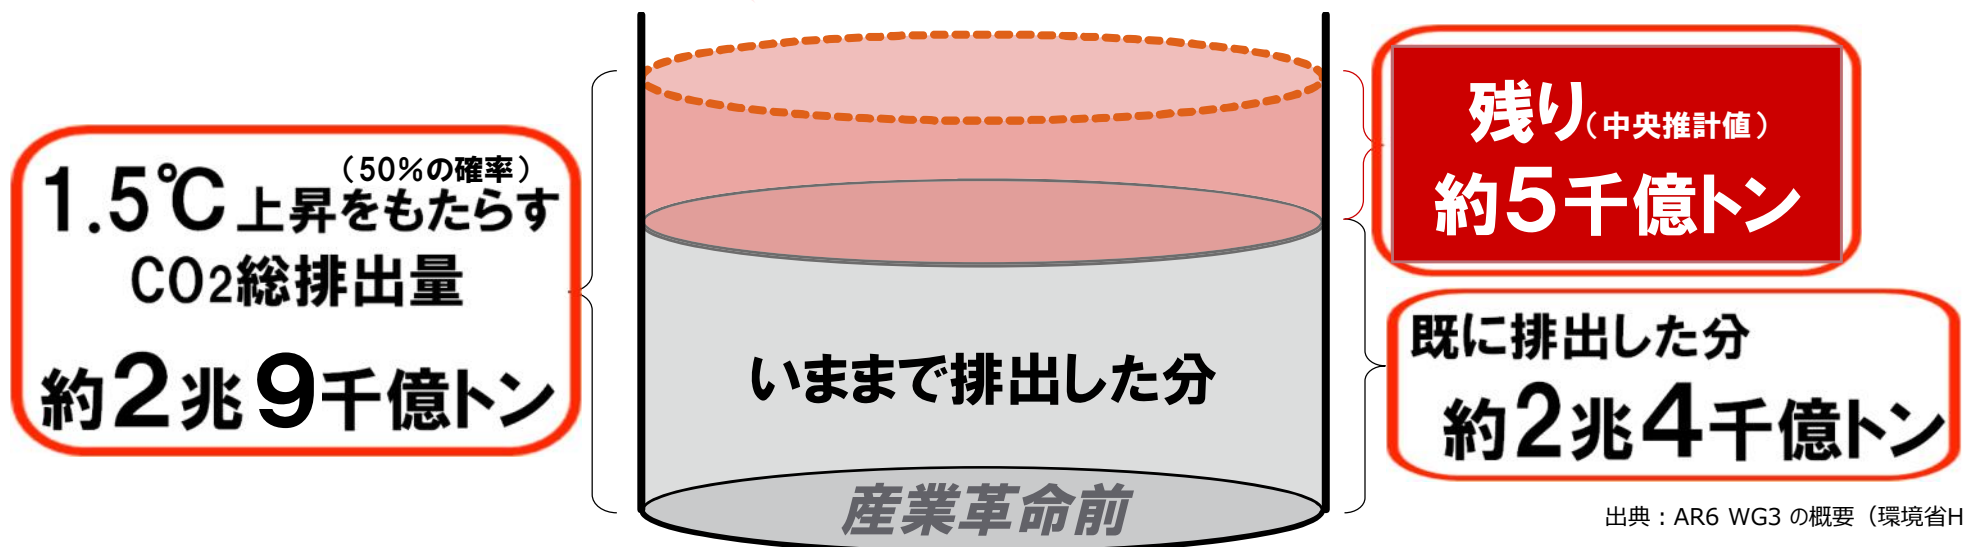 (50%の確率)
1.5℃上昇をもたらす
CO2総排出量
約2兆9千億トン
いままで排出した分
産業革命前
残り(中央推計値)
約5千億トン
既に排出した分
約2兆4千億トン
出典：AR6 WG3 の概要（環境省H